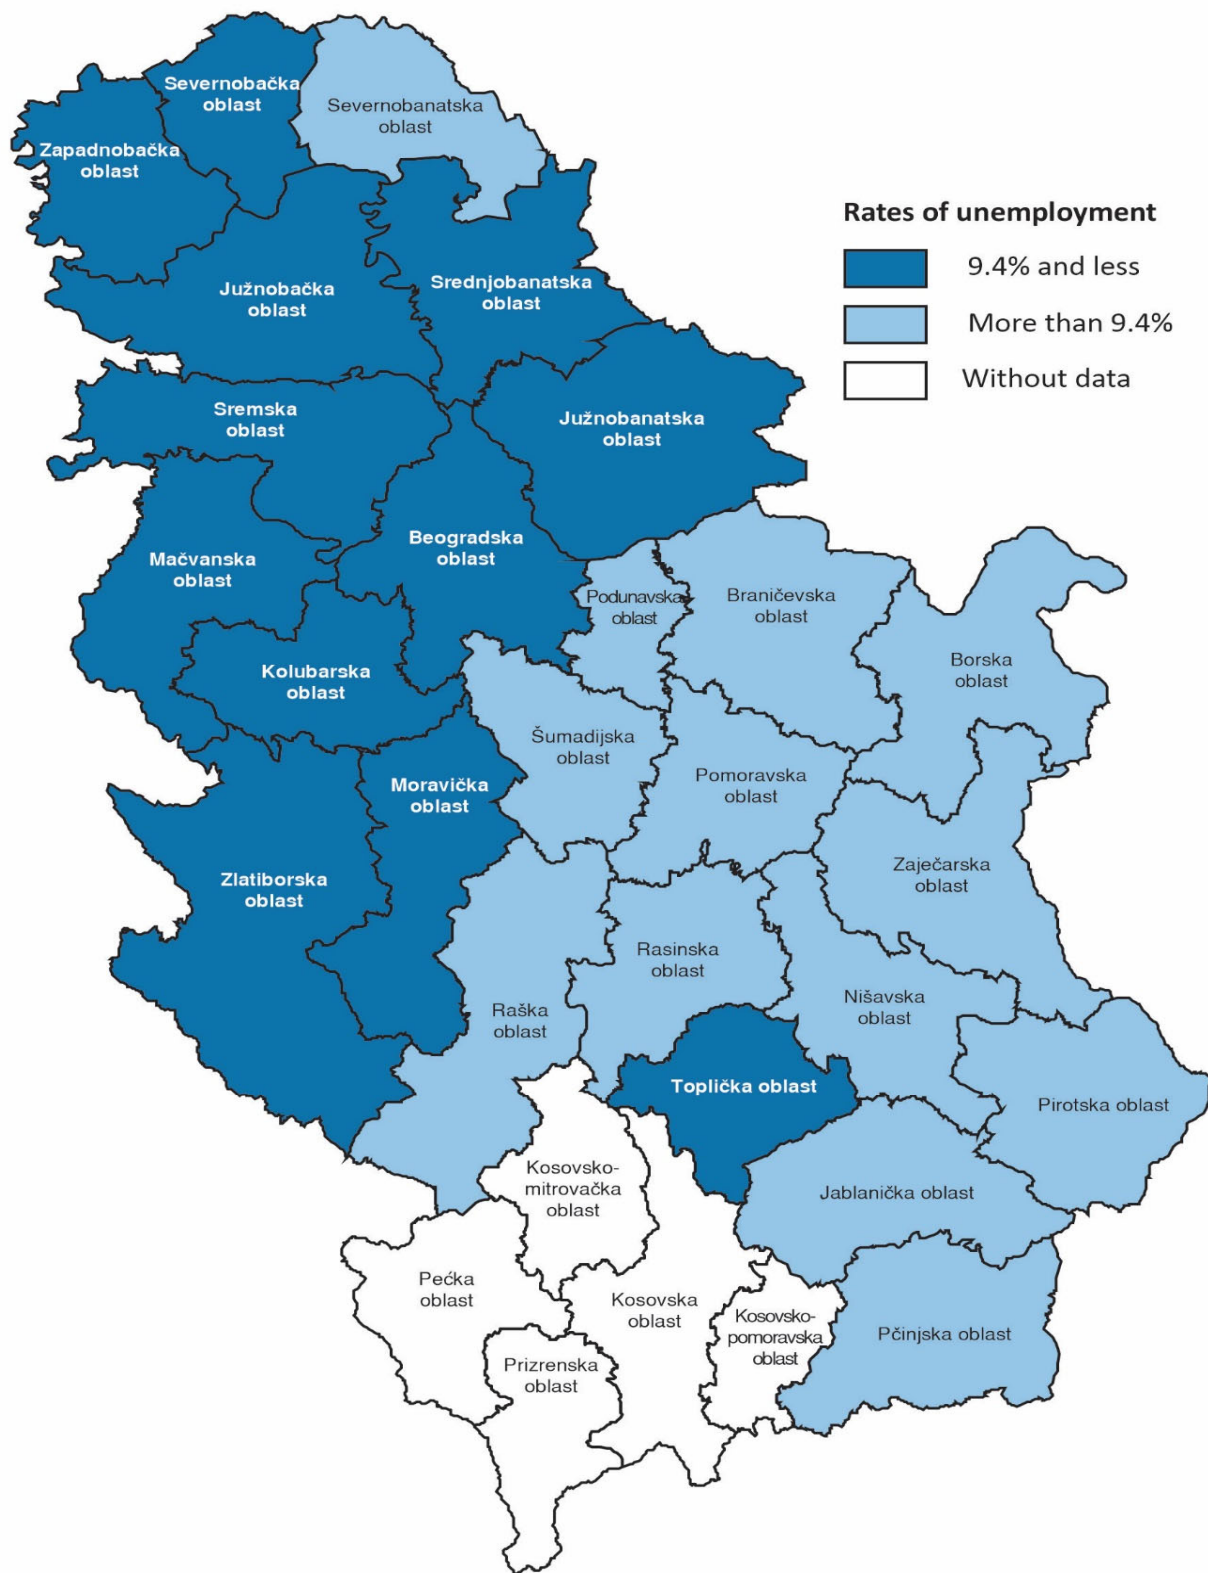 Severnobačka
oblast
Severnobanatska
oblast
Zapadnobačka
oblast
Rates of unemployment
9.4% and less
More than 9.4%
Without data
Južnobačka
oblast
Srednjobanatska
oblast
Sremska
oblast
Južnobanatska
oblast
Mačvanska
oblast
Beogradska
oblast
Podunavska
oblast
Braničevska
oblast
Borska
oblast
Kolubarska
oblast
Šumadijska
oblast
Pomoravska
oblast
Moravička
oblast
Zaječarska
oblast
Zlatiborska
oblast
Rasinska
oblast
Nišavska
oblast
Raška
oblast
Toplička oblast
Pirotska oblast
Kosovsko-
mitrovačka
oblast
Jablanička oblast
Pećka
oblast
Kosovska
oblast
Kosovsko-
pomoravska
oblast
Pčinjska oblast
Prizrenska
oblast